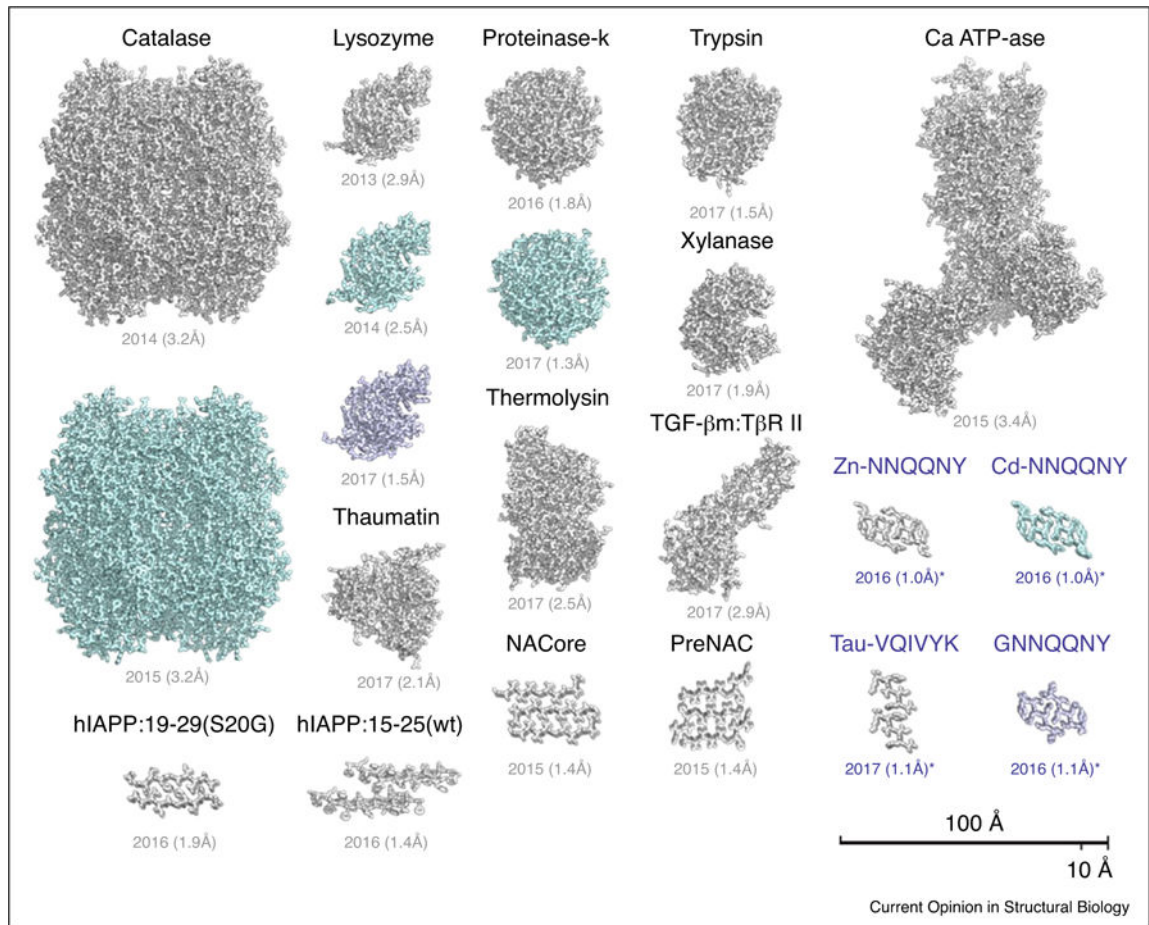 Catalase
Lysozyme
Proteinase-k
Trypsin
Ca ATP-ase
2013 (2.9Å)
2016 (1.8Å)
2017 (1.5Å)
Xylanase
2014 (3.2Å)
2014 (2.5Å)
2017 (1.3Å)
2017 (1.9Å)
Thermolysin
TGF-βm:TβR II
2015 (3.4Å)
2017 (1.5Å)
Zn-NNQQNY
Cd-NNQQNY
Thaumatin
2016 (1.0Å)*
2016 (1.0Å)*
2017 (2.5Å)
2017 (2.9Å)
NACore
PreNAC
Tau-VQIVYK
GNNQQNY
2015 (3.2Å)
2017 (2.1Å)
hIAPP:19-29(S20G)
hIAPP:15-25(wt)
2015 (1.4Å)
2015 (1.4Å)
2017 (1.1Å)*
2016 (1.1Å)*
2016 (1.9Å)
2016 (1.4Å)
100 Å
10 Å
Current Opinion in Structural Biology